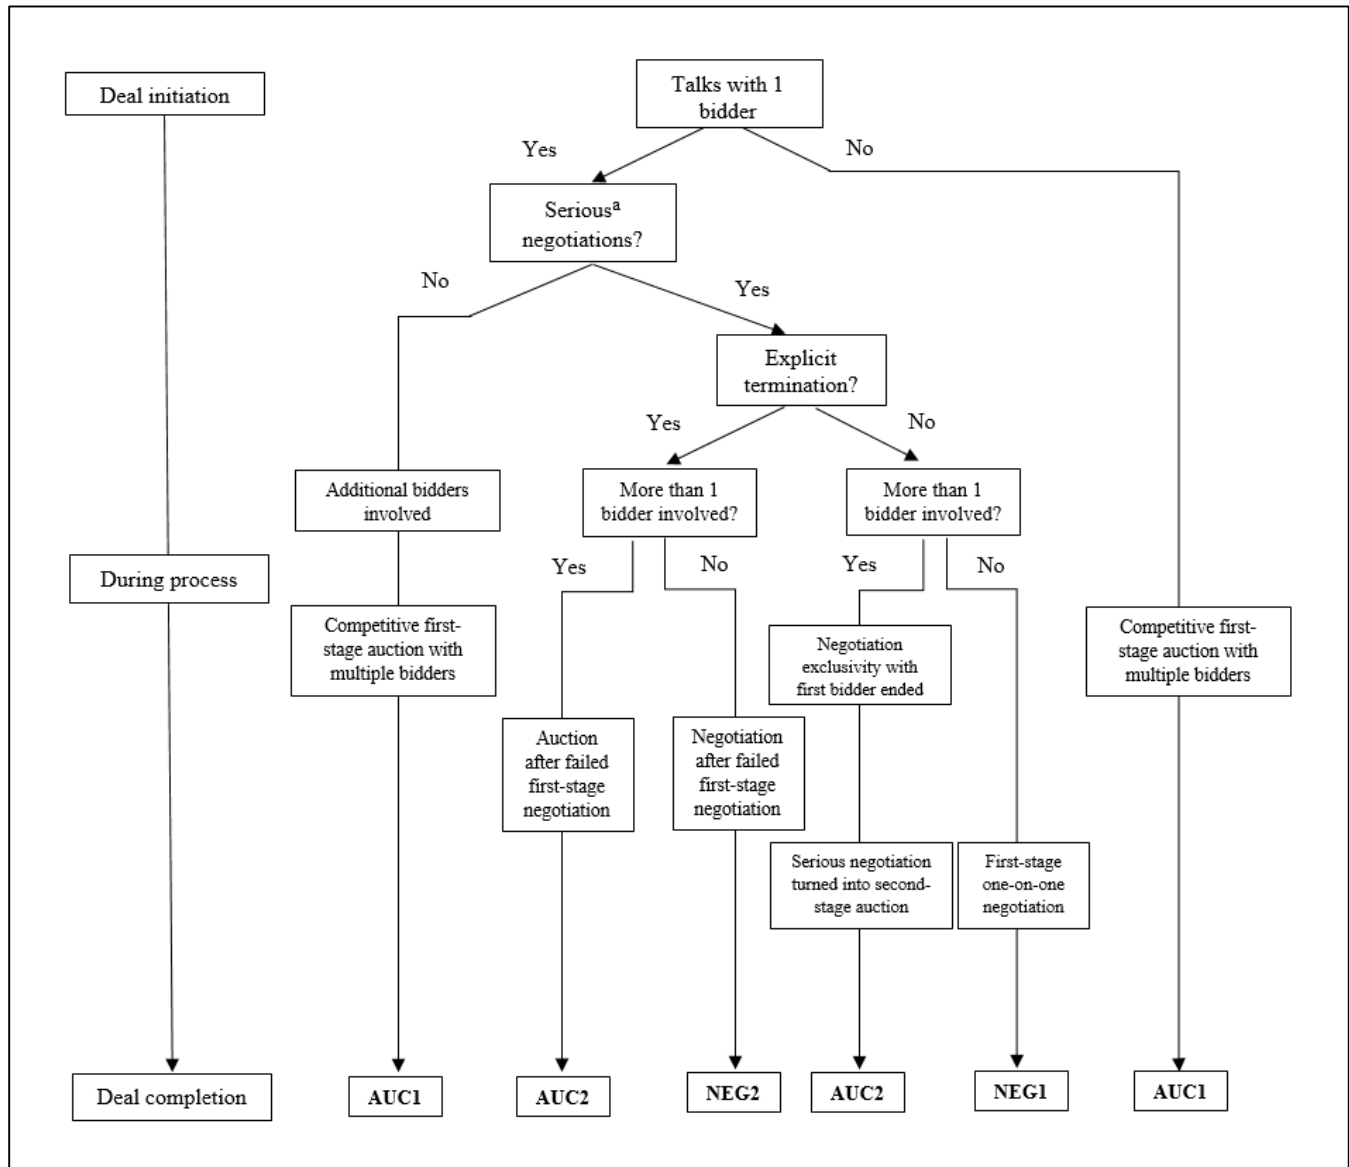 Deal initiation
Talks with 1
bidder
Yes
No
Seriousᵃ
negotiations?
No
Yes
Explicit
termination?
Yes
No
Additional bidders
involved
More than 1
bidder involved?
More than 1
bidder involved?
During process
Yes
No
Yes
No
Competitive first-
stage auction with
multiple bidders
Negotiation
exclusivity with
first bidder ended
Competitive first-
stage auction with
multiple bidders
Auction
after failed
first-stage
negotiation
Negotiation
after failed
first-stage
negotiation
Serious negotiation
turned into second-
stage auction
First-stage
one-on-one
negotiation
Deal completion
AUC1
AUC2
NEG2
AUC2
NEG1
AUC1